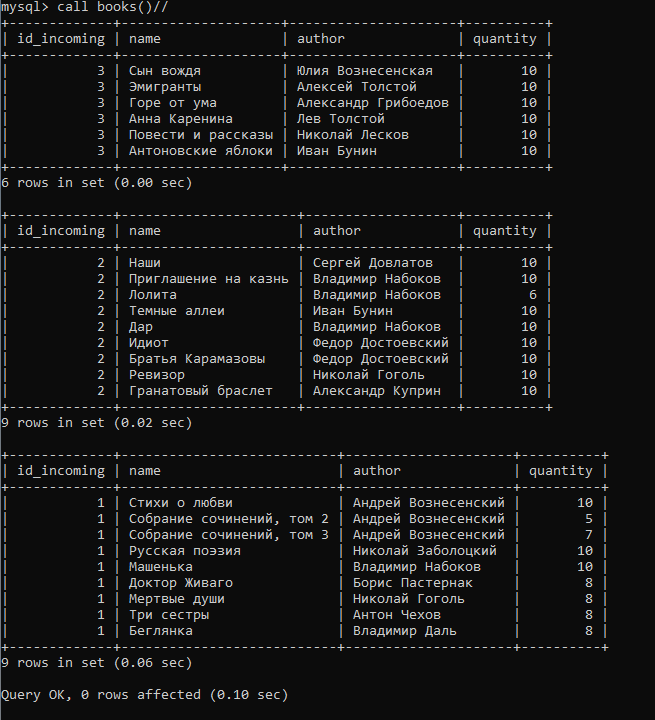 mysql> call books()//
+-------------+--------------------+---------------------+----------+
| id_incoming | name               | author              | quantity |
+-------------+--------------------+---------------------+----------+
|           3 | Сын вождя          | Юлия Вознесенская   |       10 |
|           3 | Эмигранты          | Алексей Толстой     |       10 |
|           3 | Горе от ума        | Александр Грибоедов |       10 |
|           3 | Анна Каренина      | Лев Толстой         |       10 |
|           3 | Повести и рассказы | Николай Лесков      |       10 |
|           3 | Антоновские яблоки | Иван Бунин          |       10 |
+-------------+--------------------+---------------------+----------+
6 rows in set (0.00 sec)

+-------------+----------------------+-------------------+----------+
| id_incoming | name                 | author            | quantity |
+-------------+----------------------+-------------------+----------+
|           2 | Наши                 | Сергей Довлатов   |       10 |
|           2 | Приглашение на казнь | Владимир Набоков  |       10 |
|           2 | Лолита               | Владимир Набоков  |        6 |
|           2 | Темные аллеи         | Иван Бунин        |       10 |
|           2 | Дар                  | Владимир Набоков  |       10 |
|           2 | Идиот                | Федор Достоевский |       10 |
|           2 | Братья Карамазовы    | Федор Достоевский |       10 |
|           2 | Ревизор              | Николай Гоголь    |       10 |
|           2 | Гранатовый браслет   | Александр Куприн  |       10 |
+-------------+----------------------+-------------------+----------+
9 rows in set (0.02 sec)

+-------------+---------------------------+--------------------+----------+
| id_incoming | name                      | author             | quantity |
+-------------+---------------------------+--------------------+----------+
|           1 | Стихи о любви             | Андрей Вознесенский |       10 |
|           1 | Собрание сочинений, том 2 | Андрей Вознесенский |        5 |
|           1 | Собрание сочинений, том 3 | Андрей Вознесенский |        7 |
|           1 | Русская поэзия            | Николай Заболоцкий |       10 |
|           1 | Машенька                  | Владимир Набоков   |       10 |
|           1 | Доктор Живаго             | Борис Пастернак    |        8 |
|           1 | Мертвые души              | Николай Гоголь     |        8 |
|           1 | Три сестры                | Антон Чехов        |        8 |
|           1 | Беглянка                  | Владимир Даль      |        8 |
+-------------+---------------------------+--------------------+----------+
9 rows in set (0.06 sec)

Query OK, 0 rows affected (0.10 sec)